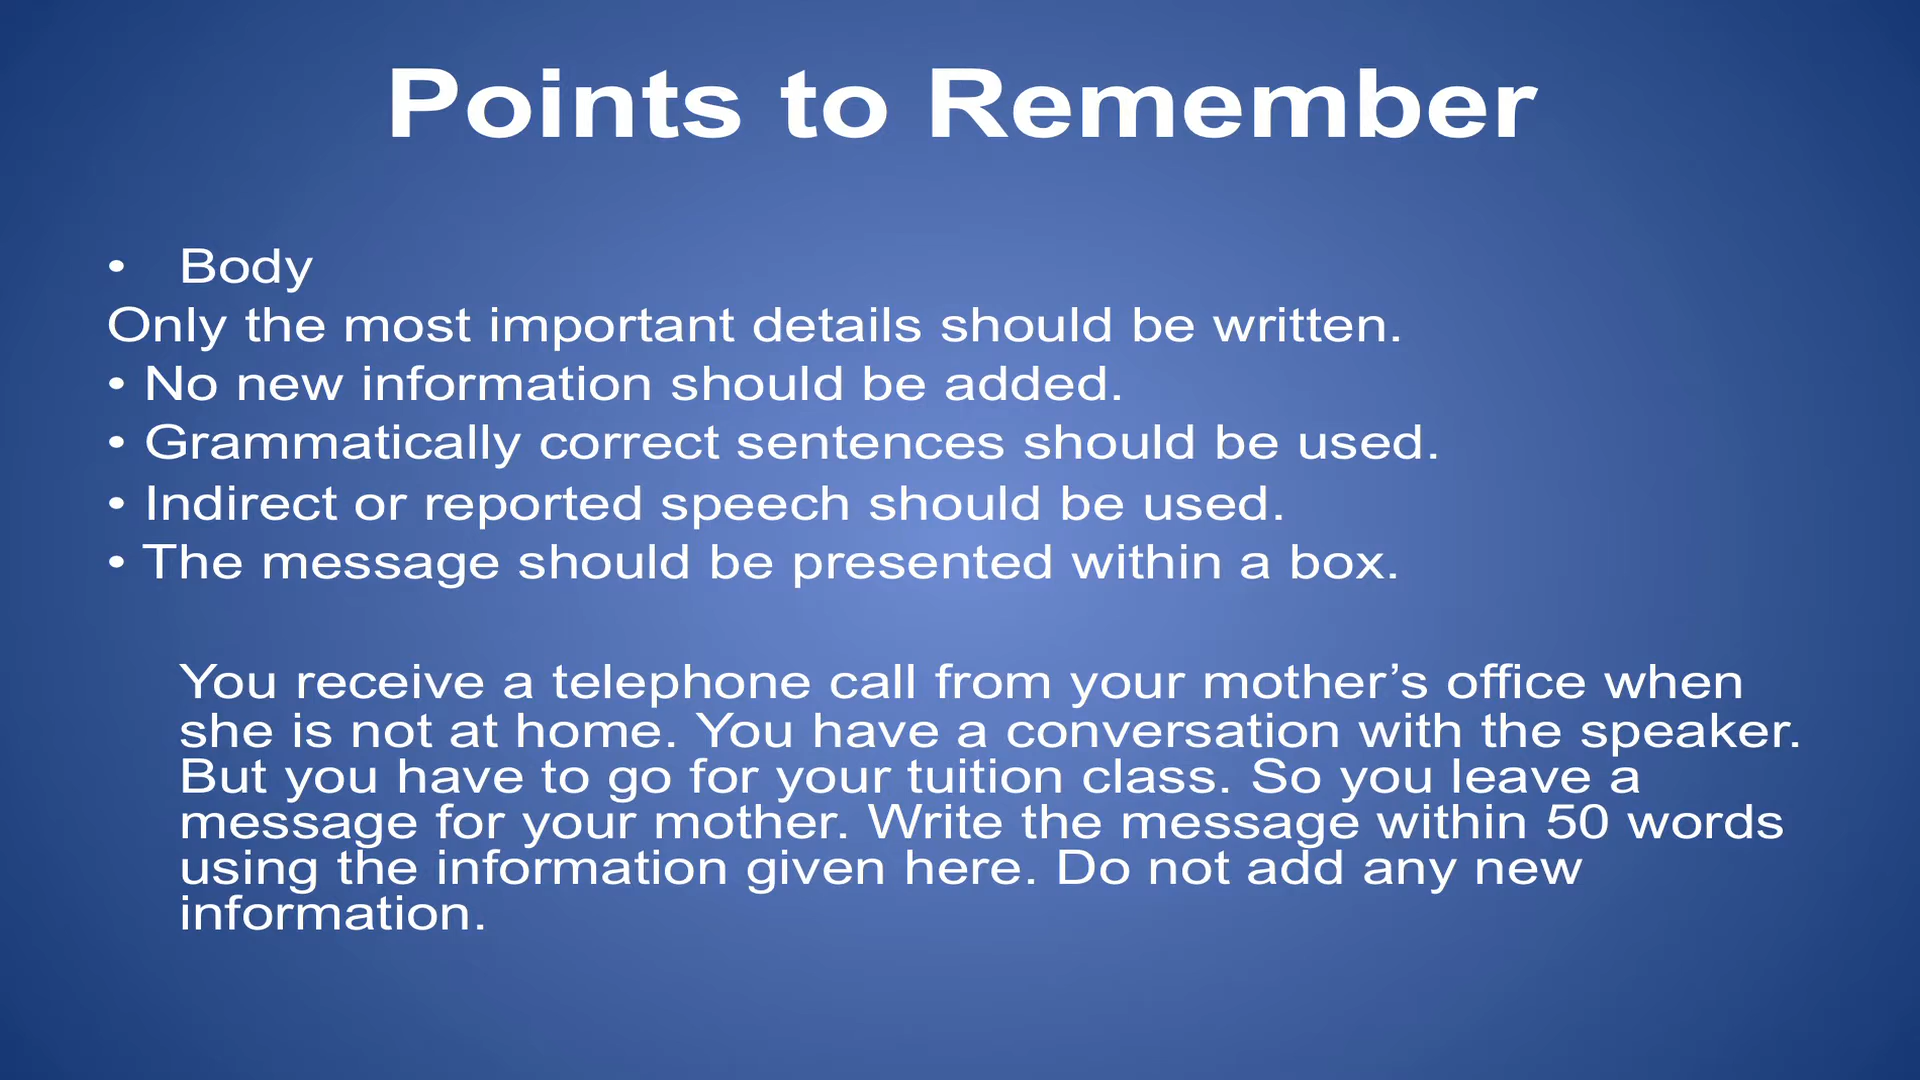 Points to Remember
• Body
Only the most important details should be written.
• No new information should be added.
• Grammatically correct sentences should be used.
• Indirect or reported speech should be used.
• The message should be presented within a box.
You receive a telephone call from your mother’s office when
she is not at home. You have a conversation with the speaker.
But you have to go for your tuition class. So you leave a
message for your mother. Write the message within 50 words
using the information given here. Do not add any new
information.